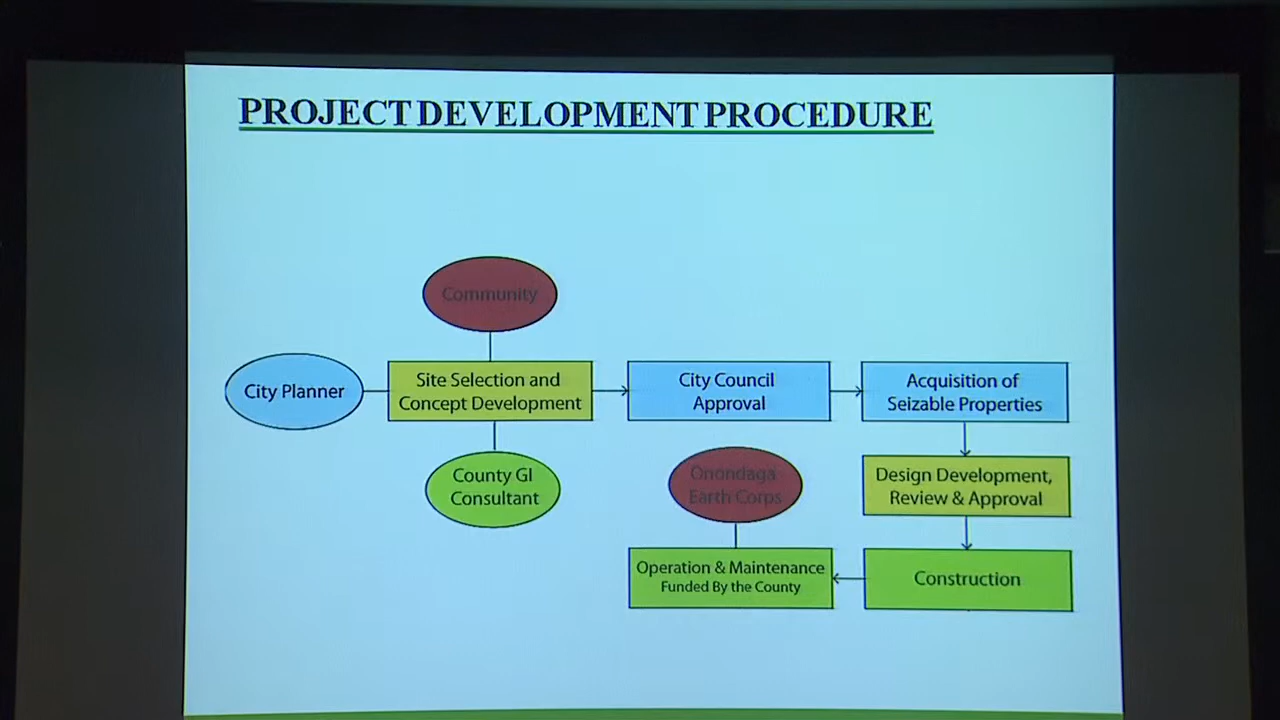 PROJECT DEVELOPMENT PROCEDURE
Community
City Planner
Site Selection and
Concept Development
City Council
Approval
Acquisition of
Seizable Properties
County GI
Consultant
Onondaga
Earth Corps
Design Development,
Review & Approval
Operation & Maintenance
Funded By the County
Construction